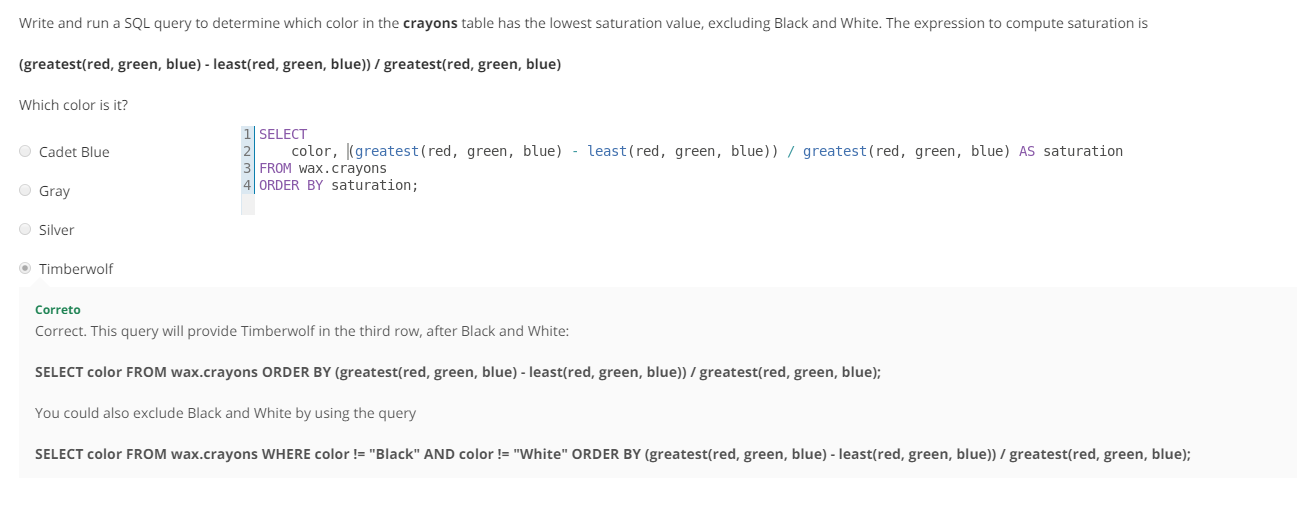 Write and run a SQL query to determine which color in the crayons table has the lowest saturation value, excluding Black and White. The expression to compute saturation is
(greatest(red, green, blue) - least(red, green, blue)) / greatest(red, green, blue)
Which color is it?
Cadet Blue
Gray
Silver
Timberwolf
1 SELECT
2 color, (greatest(red, green, blue) - least(red, green, blue)) / greatest(red, green, blue) AS saturation
3 FROM wax.crayons
4 ORDER BY saturation;
Correto
Correct. This query will provide Timberwolf in the third row, after Black and White:
SELECT color FROM wax.crayons ORDER BY (greatest(red, green, blue) - least(red, green, blue)) / greatest(red, green, blue);
You could also exclude Black and White by using the query
SELECT color FROM wax.crayons WHERE color != "Black" AND color != "White" ORDER BY (greatest(red, green, blue) - least(red, green, blue)) / greatest(red, green, blue);